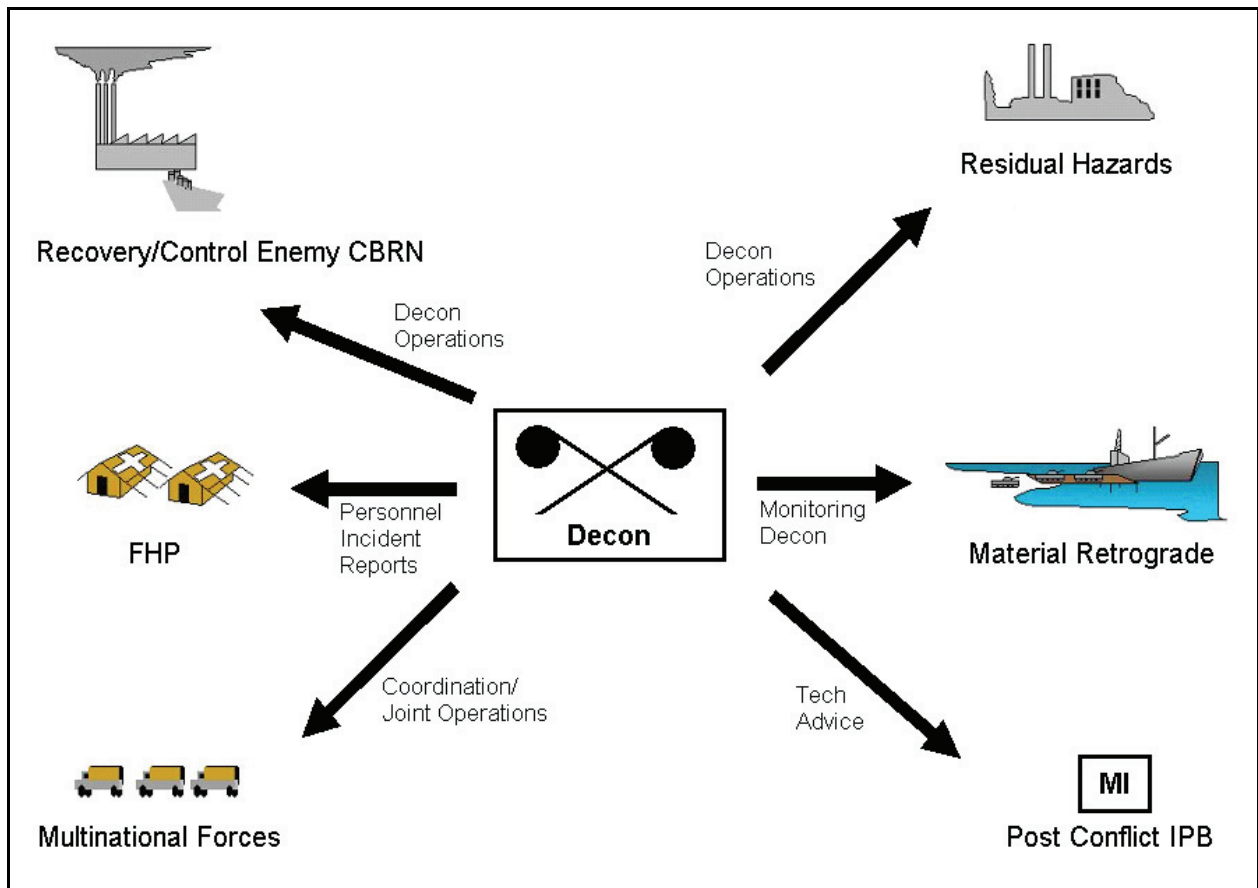 Residual Hazards
Recovery/Control Enemy CBRN
Decon
Operations
Decon
Operations
Decon
FHP
Personnel
Incident
Reports
Monitoring
Decon
Material Retrograde
Coordination/
Joint Operations
Tech
Advice
MI
Multinational Forces
Post Conflict IPB